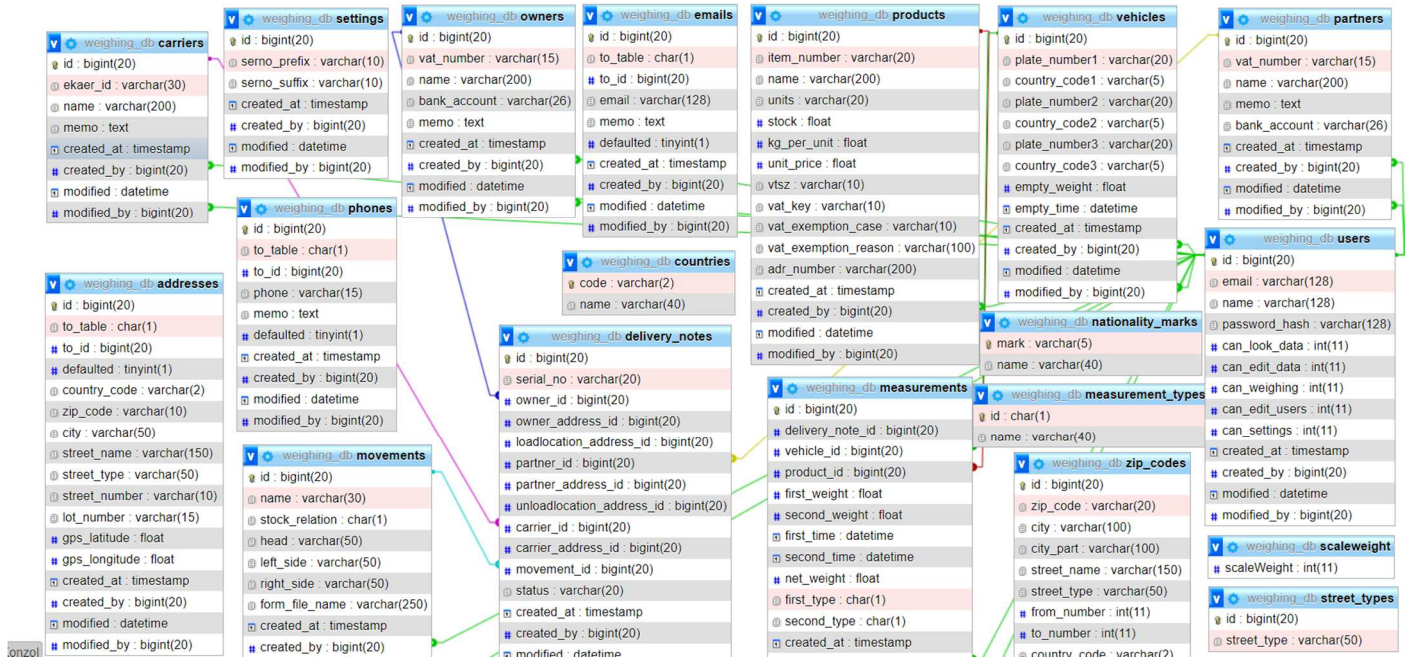 weighing_db carriers
id : bigint(20)
ekaer_id : varchar(30)
name : varchar(200)
memo : text
created_at : timestamp
created_by : bigint(20)
modified : datetime
modified_by : bigint(20)
weighing_db settings
id : bigint(20)
serno_prefix : varchar(10)
serno_suffix : varchar(10)
created_at : timestamp
created_by : bigint(20)
modified : datetime
modified_by : bigint(20)
weighing_db owners
id : bigint(20)
vat_number : varchar(15)
name : varchar(200)
bank_account : varchar(26)
memo : text
created_at : timestamp
created_by : bigint(20)
modified : datetime
modified_by : bigint(20)
weighing_db emails
id : bigint(20)
to_table : char(1)
to_id : bigint(20)
email : varchar(128)
memo : text
defaulted : tinyint(1)
created_at : timestamp
created_by : bigint(20)
modified : datetime
modified_by : bigint(20)
weighing_db products
id : bigint(20)
item_number : varchar(20)
name : varchar(200)
units : varchar(20)
stock : float
kg_per_unit : float
unit_price : float
vtsz : varchar(10)
vat_key : varchar(10)
vat_exemption_case : varchar(10)
vat_exemption_reason : varchar(100)
adr_number : varchar(200)
created_at : timestamp
created_by : bigint(20)
modified : datetime
modified_by : bigint(20)
weighing_db vehicles
id : bigint(20)
plate_number1 : varchar(20)
country_code1 : varchar(5)
plate_number2 : varchar(20)
country_code2 : varchar(5)
plate_number3 : varchar(20)
country_code3 : varchar(5)
empty_weight : float
empty_time : datetime
created_at : timestamp
created_by : bigint(20)
modified : datetime
modified_by : bigint(20)
weighing_db partners
id : bigint(20)
vat_number : varchar(15)
name : varchar(200)
memo : text
bank_account : varchar(26)
created_at : timestamp
created_by : bigint(20)
modified : datetime
modified_by : bigint(20)
weighing_db phones
id : bigint(20)
to_table : char(1)
to_id : bigint(20)
phone : varchar(15)
memo : text
defaulted : tinyint(1)
created_at : timestamp
created_by : bigint(20)
modified : datetime
modified_by : bigint(20)
weighing_db countries
code : varchar(2)
name : varchar(40)
weighing_db users
id : bigint(20)
email : varchar(128)
name : varchar(128)
password_hash : varchar(128)
can_look_data : int(11)
can_edit_data : int(11)
can_weighing : int(11)
can_edit_users : int(11)
can_settings : int(11)
created_at : timestamp
created_by : bigint(20)
modified : datetime
modified_by : bigint(20)
weighing_db addresses
id : bigint(20)
to_table : char(1)
to_id : bigint(20)
defaulted : tinyint(1)
country_code : varchar(2)
zip_code : varchar(10)
city : varchar(50)
street_name : varchar(150)
street_type : varchar(50)
street_number : varchar(10)
lot_number : varchar(15)
gps_latitude : float
gps_longitude : float
created_at : timestamp
created_by : bigint(20)
modified : datetime
modified_by : bigint(20)
weighing_db delivery_notes
id : bigint(20)
serial_no : varchar(20)
owner_id : bigint(20)
owner_address_id : bigint(20)
loadlocation_address_id : bigint(20)
partner_id : bigint(20)
partner_address_id : bigint(20)
unloadlocation_address_id : bigint(20)
carrier_id : bigint(20)
carrier_address_id : bigint(20)
movement_id : bigint(20)
status : varchar(20)
created_at : timestamp
created_by : bigint(20)
modified : datetime
weighing_db nationality_marks
mark : varchar(5)
name : varchar(40)
weighing_db measurements
id : bigint(20)
delivery_note_id : bigint(20)
vehicle_id : bigint(20)
product_id : bigint(20)
first_weight : float
second_weight : float
first_time : datetime
second_time : datetime
net_weight : float
first_type : char(1)
second_type : char(1)
created_at : timestamp
weighing_db measurement_types
id : char(1)
name : varchar(40)
weighing_db movements
id : bigint(20)
name : varchar(30)
stock_relation : char(1)
head : varchar(50)
left_side : varchar(50)
right_side : varchar(50)
form_file_name : varchar(250)
created_at : timestamp
created_by : bigint(20)
weighing_db zip_codes
id : bigint(20)
zip_code : varchar(20)
city : varchar(100)
city_part : varchar(100)
street_name : varchar(150)
street_type : varchar(50)
from_number : int(11)
to_number : int(11)
country_code : varchar(2)
weighing_db scaleweight
scaleWeight : int(11)
weighing_db street_types
id : bigint(20)
street_type : varchar(50)